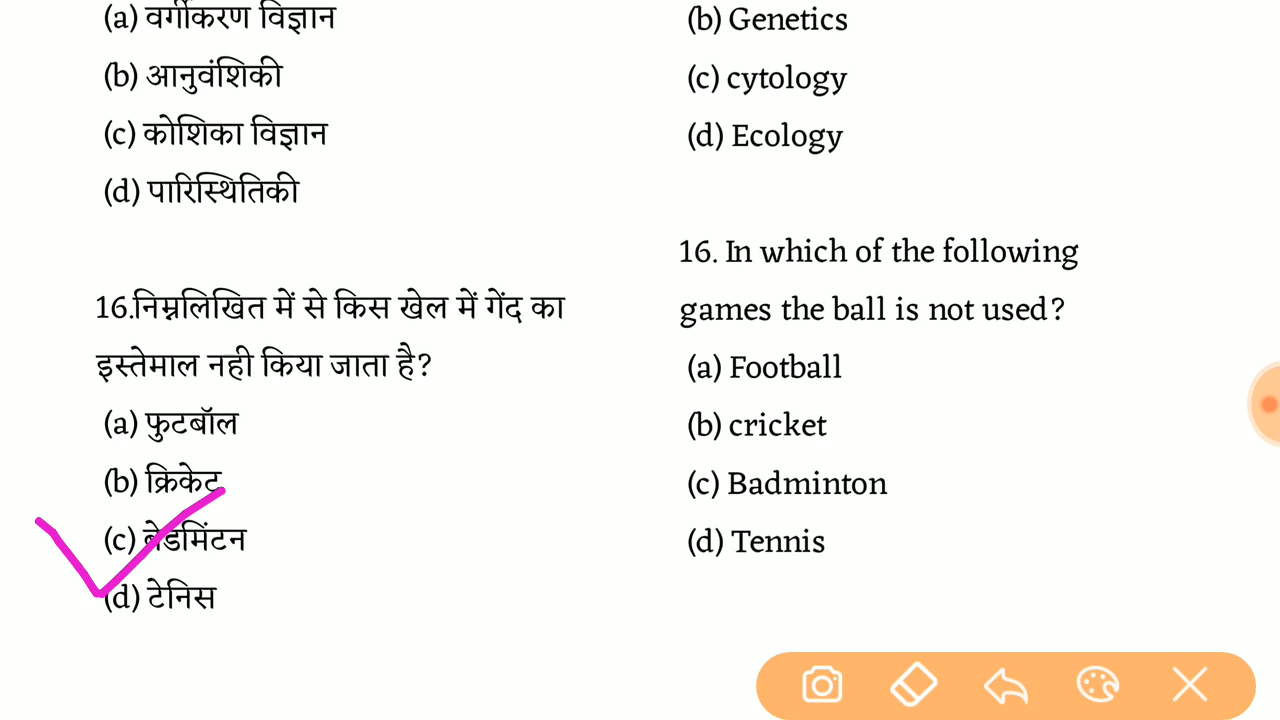 (a) वर्गीकरण विज्ञान
(b) आनुवंशिकी
(c) कोशिका विज्ञान
(d) पारिस्थितिकी
16.निम्नलिखित में से किस खेल में गेंद का
इस्तेमाल नही किया जाता है?
(a) फुटबॉल
(b) क्रिकेट
(c) बेडमिंटन
(d) टेनिस
(b) Genetics
(c) cytology
(d) Ecology
16. In which of the following
games the ball is not used?
(a) Football
(b) cricket
(c) Badminton
(d) Tennis